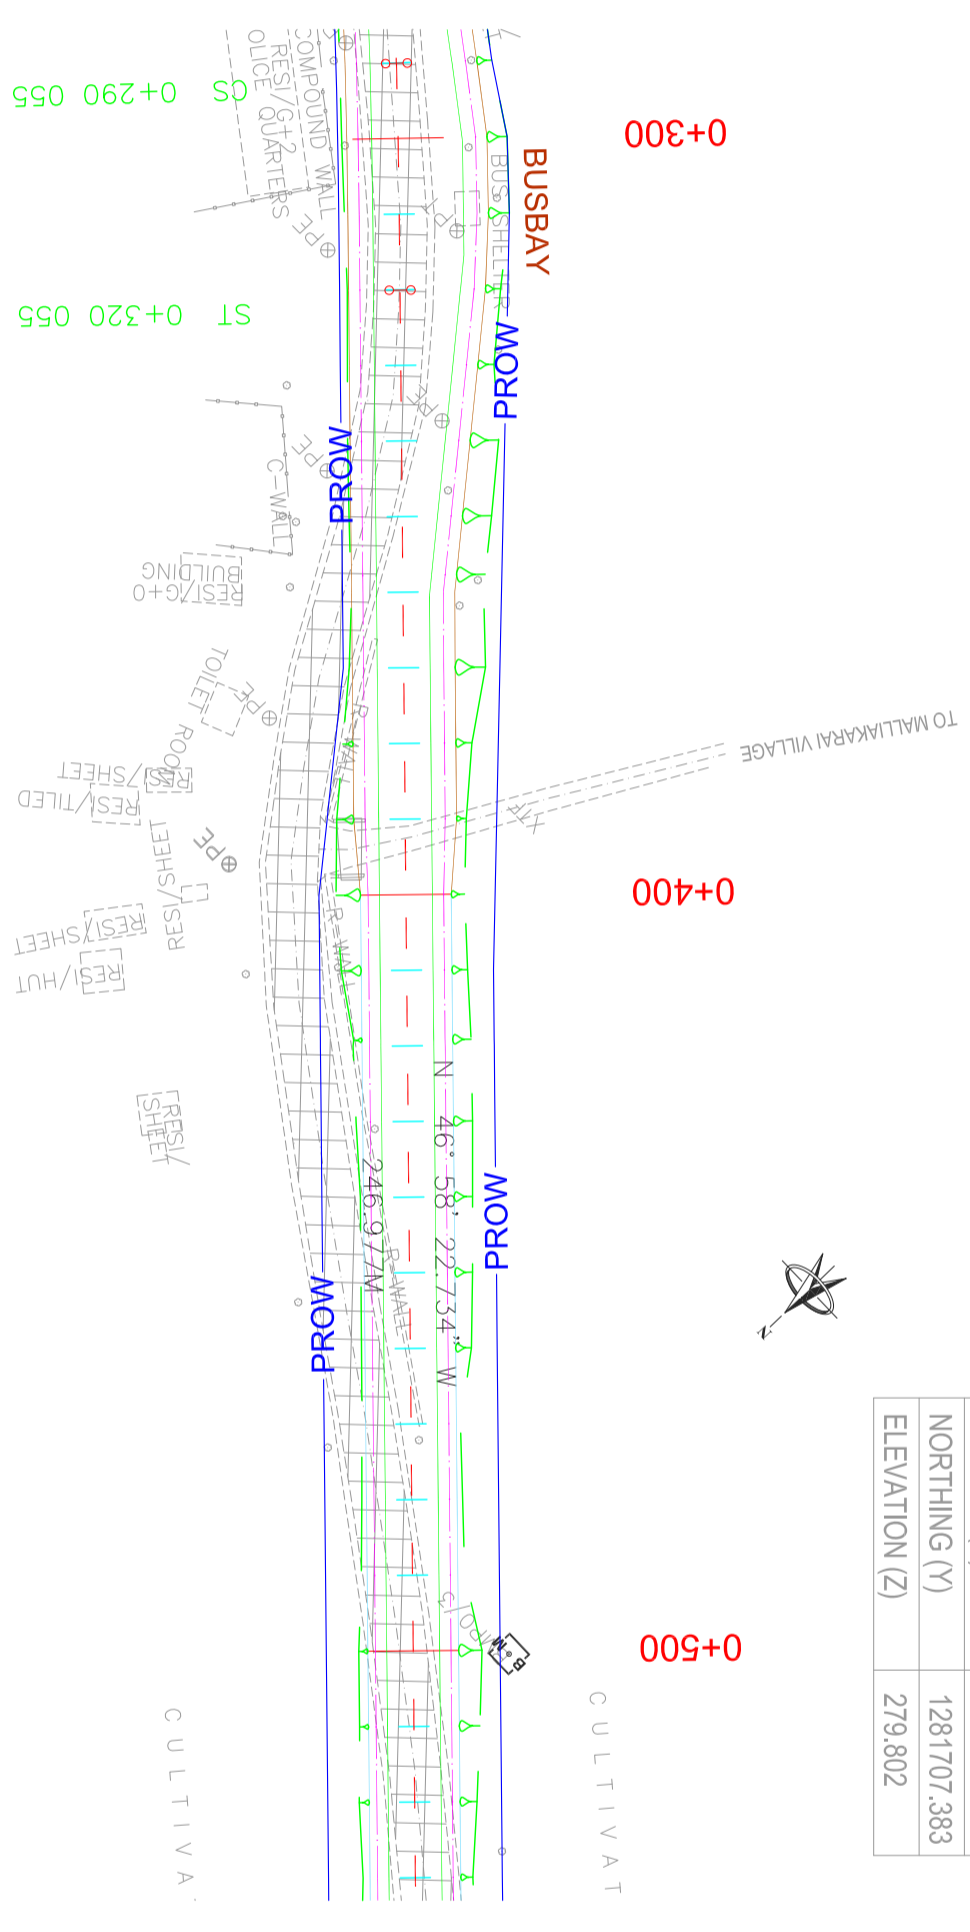 CS 0+290 055
RESI/G+2
OLICE QUARTERS
COMPOUND WALL
0+300
BUSBAY
BUS SHELTER
PE
ST 0+320 055
PROW
PROW
PE
C-WALL
RESI/G+0
BUILDING
TOILET ROOM
PE
R WALL
TO MALLIAKARAI VILLAGE
RESI/SHEET
RESI/TILED
RESI/SHEET
PE
0+400
RESI/SHEET
RESI/HUT
R WALL
RESI/
SHEET
N 46° 58' 22.734" W
246.977M
R WALL
PROW
PROW
N
NORTHING (Y) 1281707.383
ELEVATION (Z) 279.802
BM
0+500
CULTIVAT
CULTIVA